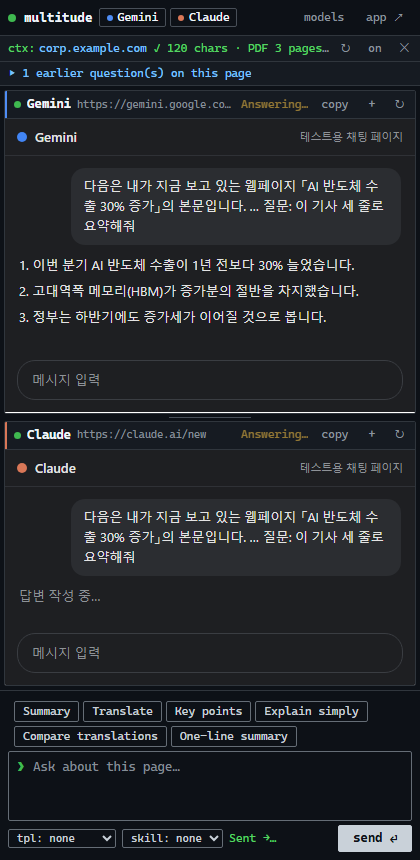 multitude Gemini Claude models app ↗
ctx: corp.example.com ✓ 120 chars · PDF 3 pages… ↻ on ✕
▸ 1 earlier question(s) on this page
Gemini https://gemini.google.co… Answering… copy + ↻
Gemini 테스트용 채팅 페이지
다음은 내가 지금 보고 있는 웹페이지 「AI 반도체 수
출 30% 증가」의 본문입니다. … 질문: 이 기사 세 줄로
요약해줘
1. 이번 분기 AI 반도체 수출이 1년 전보다 30% 늘었습니다.
2. 고대역폭 메모리(HBM)가 증가분의 절반을 차지했습니다.
3. 정부는 하반기에도 증가세가 이어질 것으로 봅니다.
메시지 입력
Claude https://claude.ai/new Answering… copy + ↻
Claude 테스트용 채팅 페이지
다음은 내가 지금 보고 있는 웹페이지 「AI 반도체 수
출 30% 증가」의 본문입니다. … 질문: 이 기사 세 줄로
요약해줘
답변 작성 중…
메시지 입력
Summary Translate Key points Explain simply
Compare translations One-line summary
❯ Ask about this page…
tpl: none skill: none Sent →… send ↵